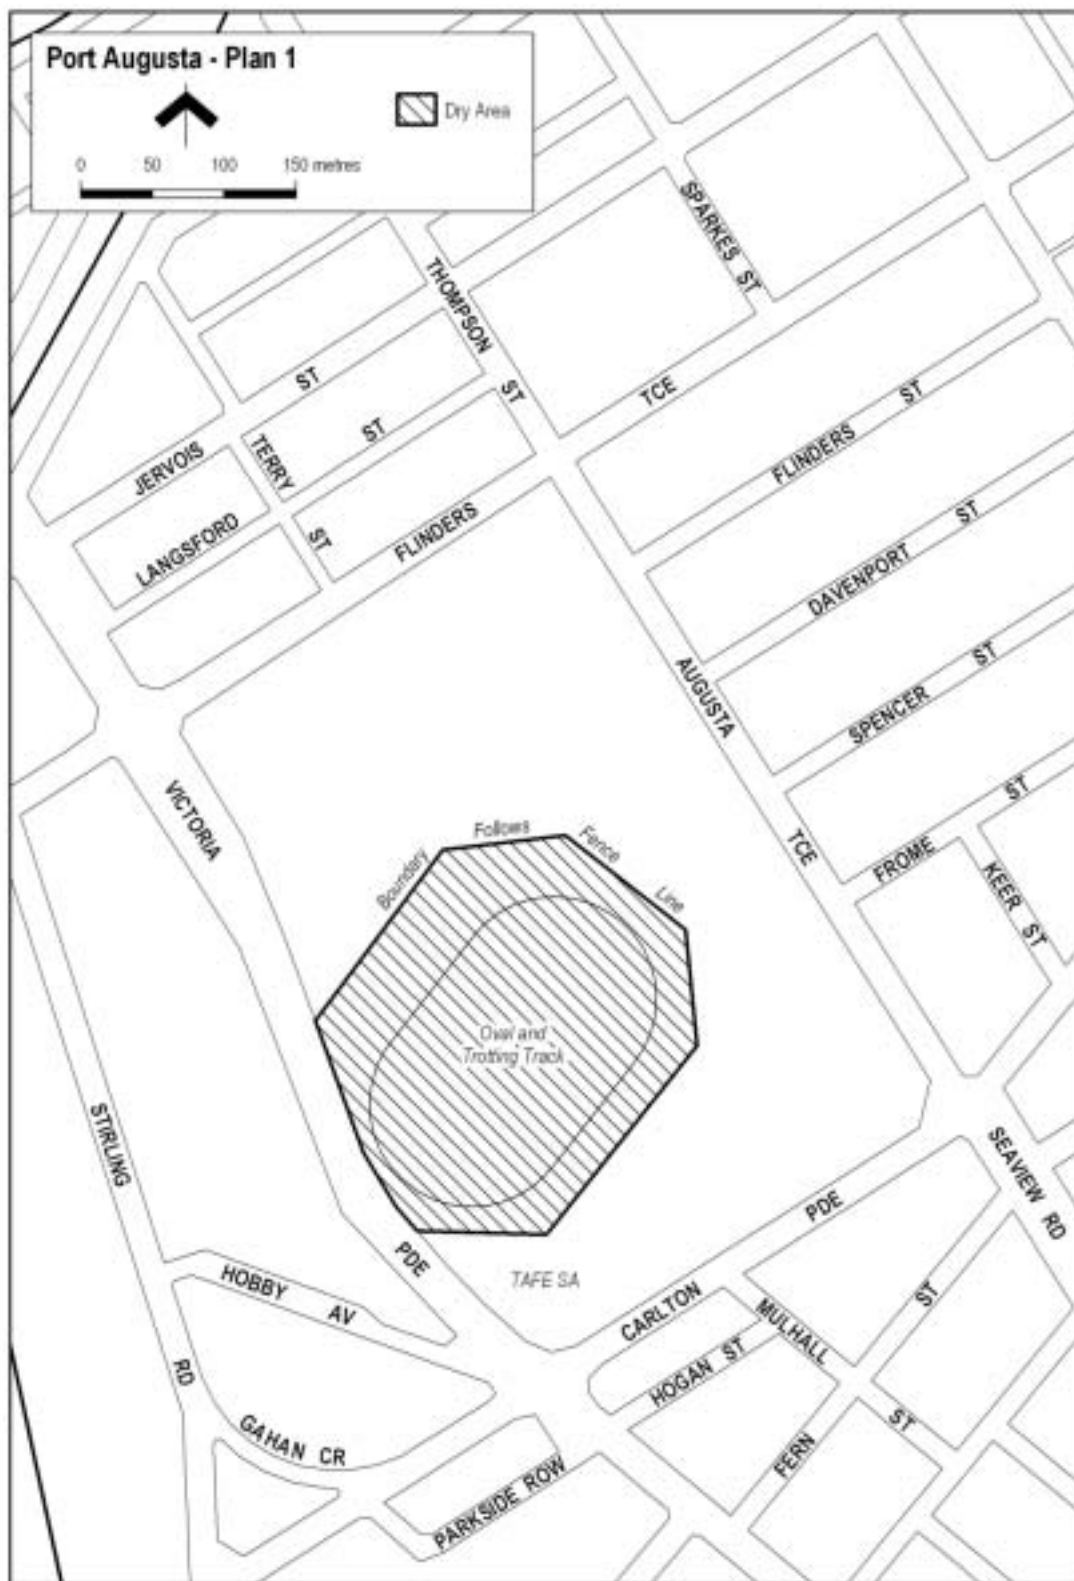 Port Augusta - Plan 1
Dry Area
0 50 100 150 metres
SPARKES ST
THOMPSON ST
JERVOIS ST
TERRY ST
LANGSFORD ST
FLINDERS
TCE
FLINDERS ST
DAVENPORT ST
AUGUSTA TCE
SPENCER ST
FROME ST
KEER ST
VICTORIA PDE
Boundary Follows Fence Line
Oval and
Trotting Track
STIRLING RD
SEAVIEW RD
CARLTON PDE
TAFE SA
HOBBY AV
MULHALL ST
HOGAN ST
FERN ST
GAHAN CR
PARKSIDE ROW